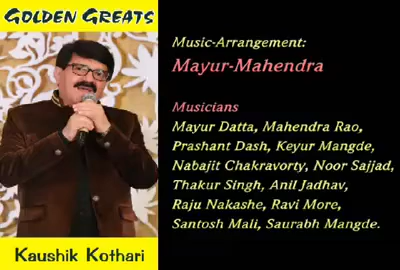 Golden Greats
Kaushik Kothari
Music-Arrangement:
Mayur-Mahendra
Musicians
Mayur Datta, Mahendra Rao,
Prashant Dash, Keyur Mangde,
Nabajit Chakravorty, Noor Sajjad,
Thakur Singh, Anil Jadhav,
Raju Nakashe, Ravi More,
Santosh Mali, Saurabh Mangde.